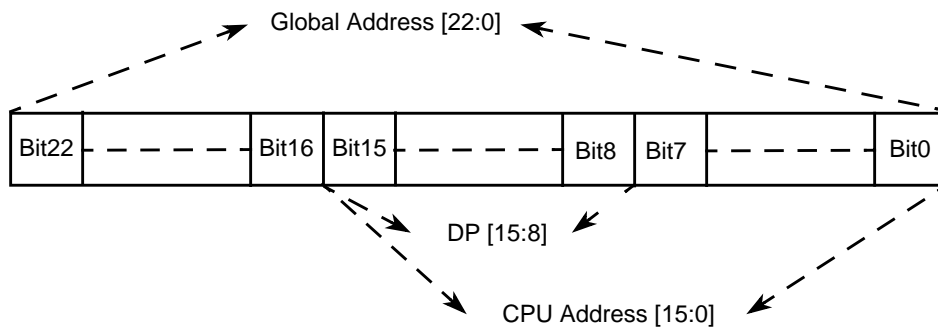 Global Address [22:0]
Bit22 Bit16 Bit15 Bit8 Bit7 Bit0
DP [15:8]
CPU Address [15:0]